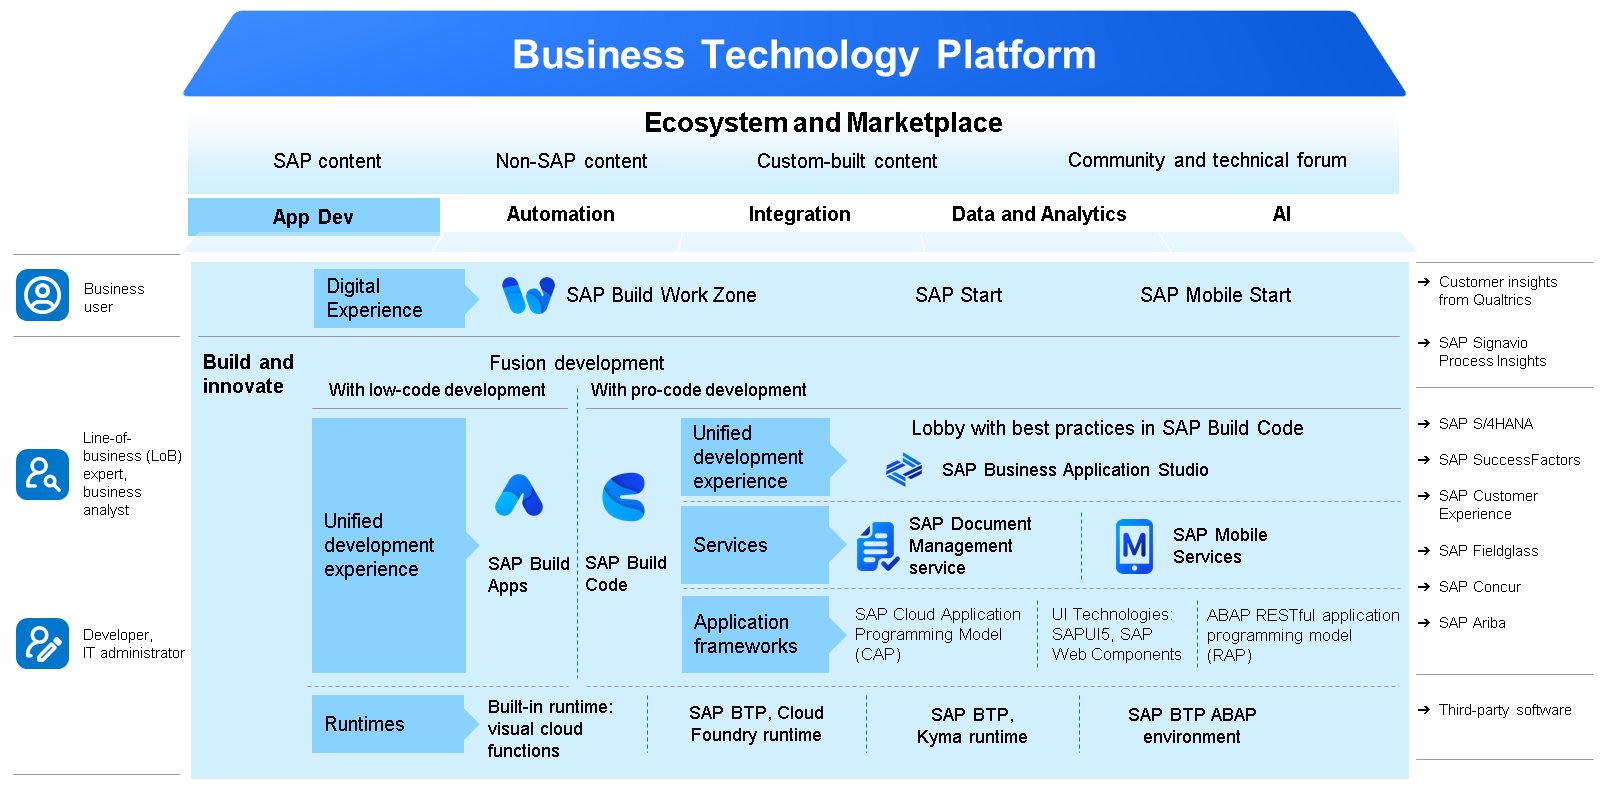 Business Technology Platform
Ecosystem and Marketplace
SAP content
Non-SAP content
Custom-built content
Community and technical forum
App Dev
Automation
Integration
Data and Analytics
AI
Business
user
Digital
Experience
SAP Build Work Zone
SAP Start
SAP Mobile Start
Customer insights
from Qualtrics
SAP Signavio
Process Insights
Build and
innovate
Fusion development
With low-code development
With pro-code development
Line-of-
business (LoB)
expert,
business
analyst
Developer,
IT administrator
Unified
development
experience
SAP Build
Apps
SAP Build
Code
Unified
development
experience
Lobby with best practices in SAP Build Code
SAP Business Application Studio
Services
SAP Document
Management
service
M
SAP Mobile
Services
Application
frameworks
SAP Cloud Application
Programming Model
(CAP)
UI Technologies:
SAPUI5, SAP
Web Components
ABAP RESTful application
programming model
(RAP)
SAP S/4HANA
SAP SuccessFactors
SAP Customer
Experience
SAP Fieldglass
SAP Concur
SAP Ariba
Runtimes
Built-in runtime:
visual cloud
functions
SAP BTP, Cloud
Foundry runtime
SAP BTP,
Kyma runtime
SAP BTP ABAP
environment
Third-party software